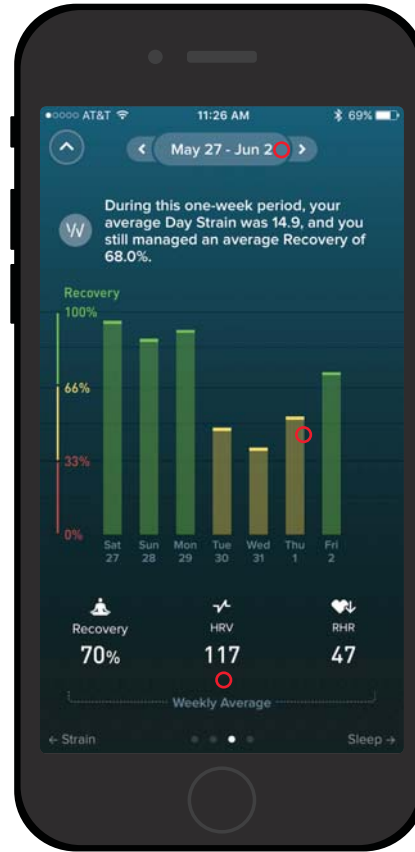 AT&T 11:26 AM 69%
May 27 - Jun 2
During this one-week period, your
average Day Strain was 14.9, and you
still managed an average Recovery of
68.0%.
Recovery
100%
66%
33%
0%
Sat Sun Mon Tue Wed Thu Fri
27 28 29 30 31 1 2
Recovery HRV RHR
70% 117 47
Weekly Average
← Strain Sleep →